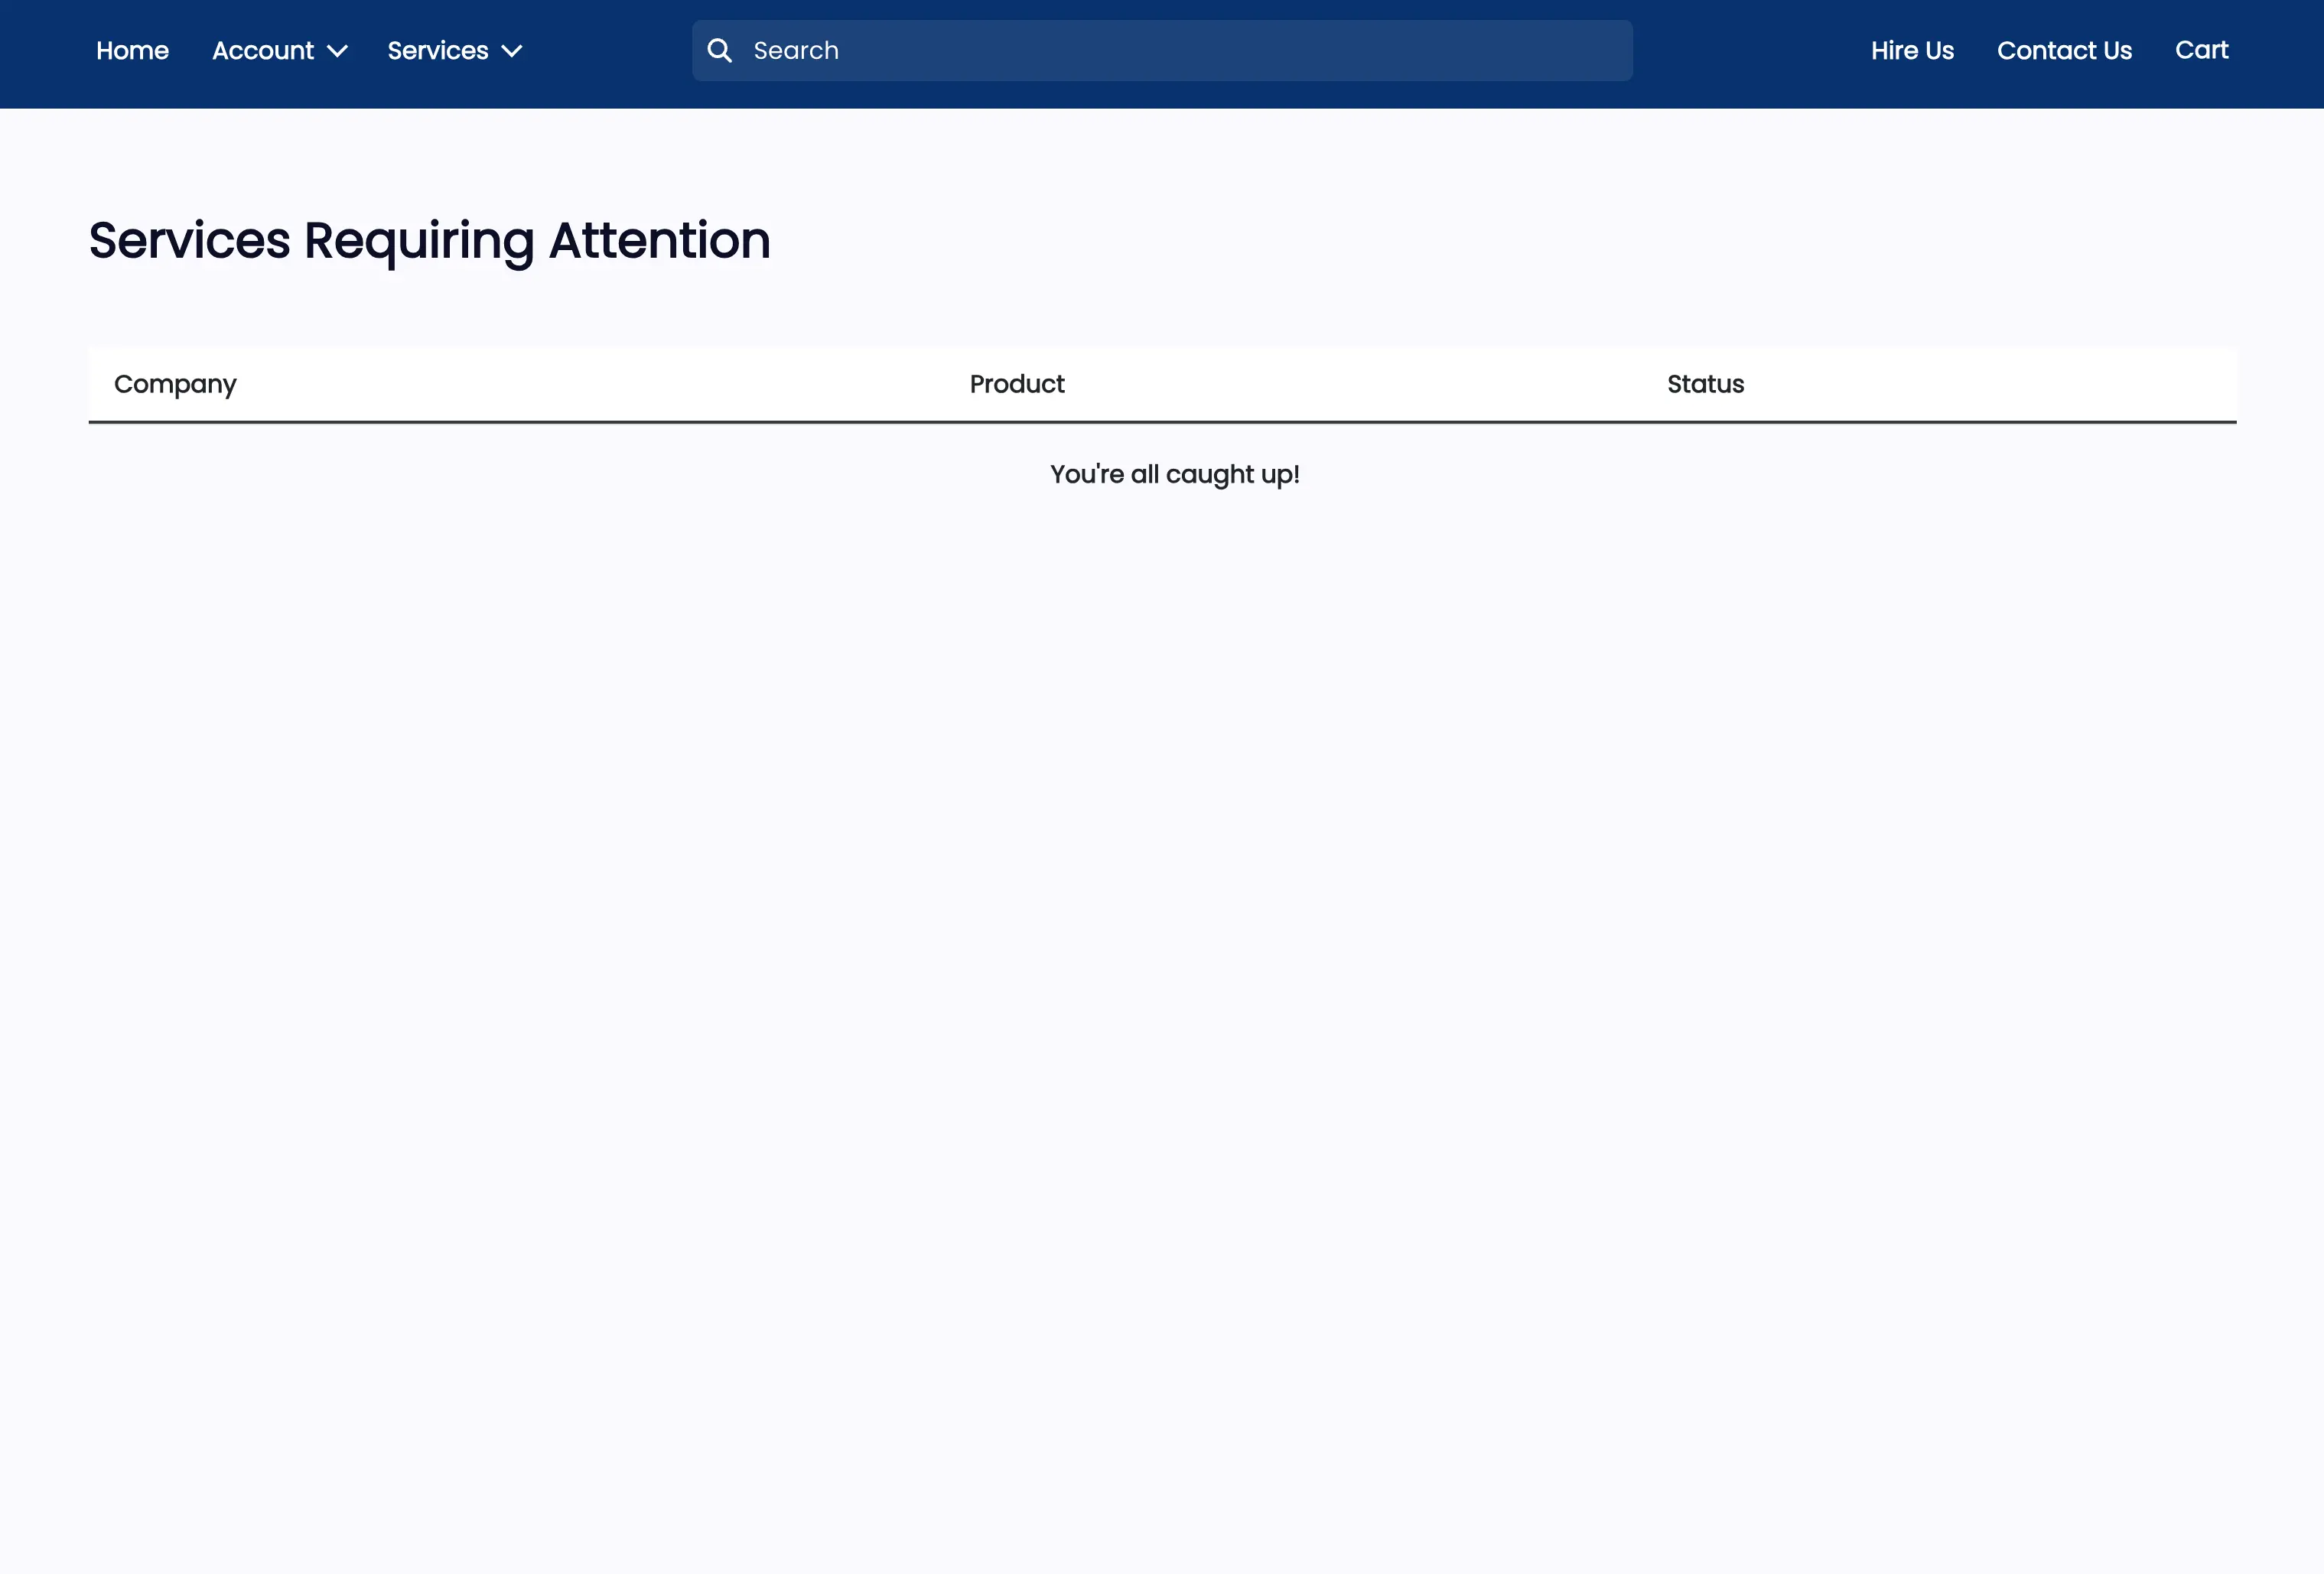 Home Account Services Search Hire Us Contact Us Cart
Services Requiring Attention
Company Product Status
You're all caught up!